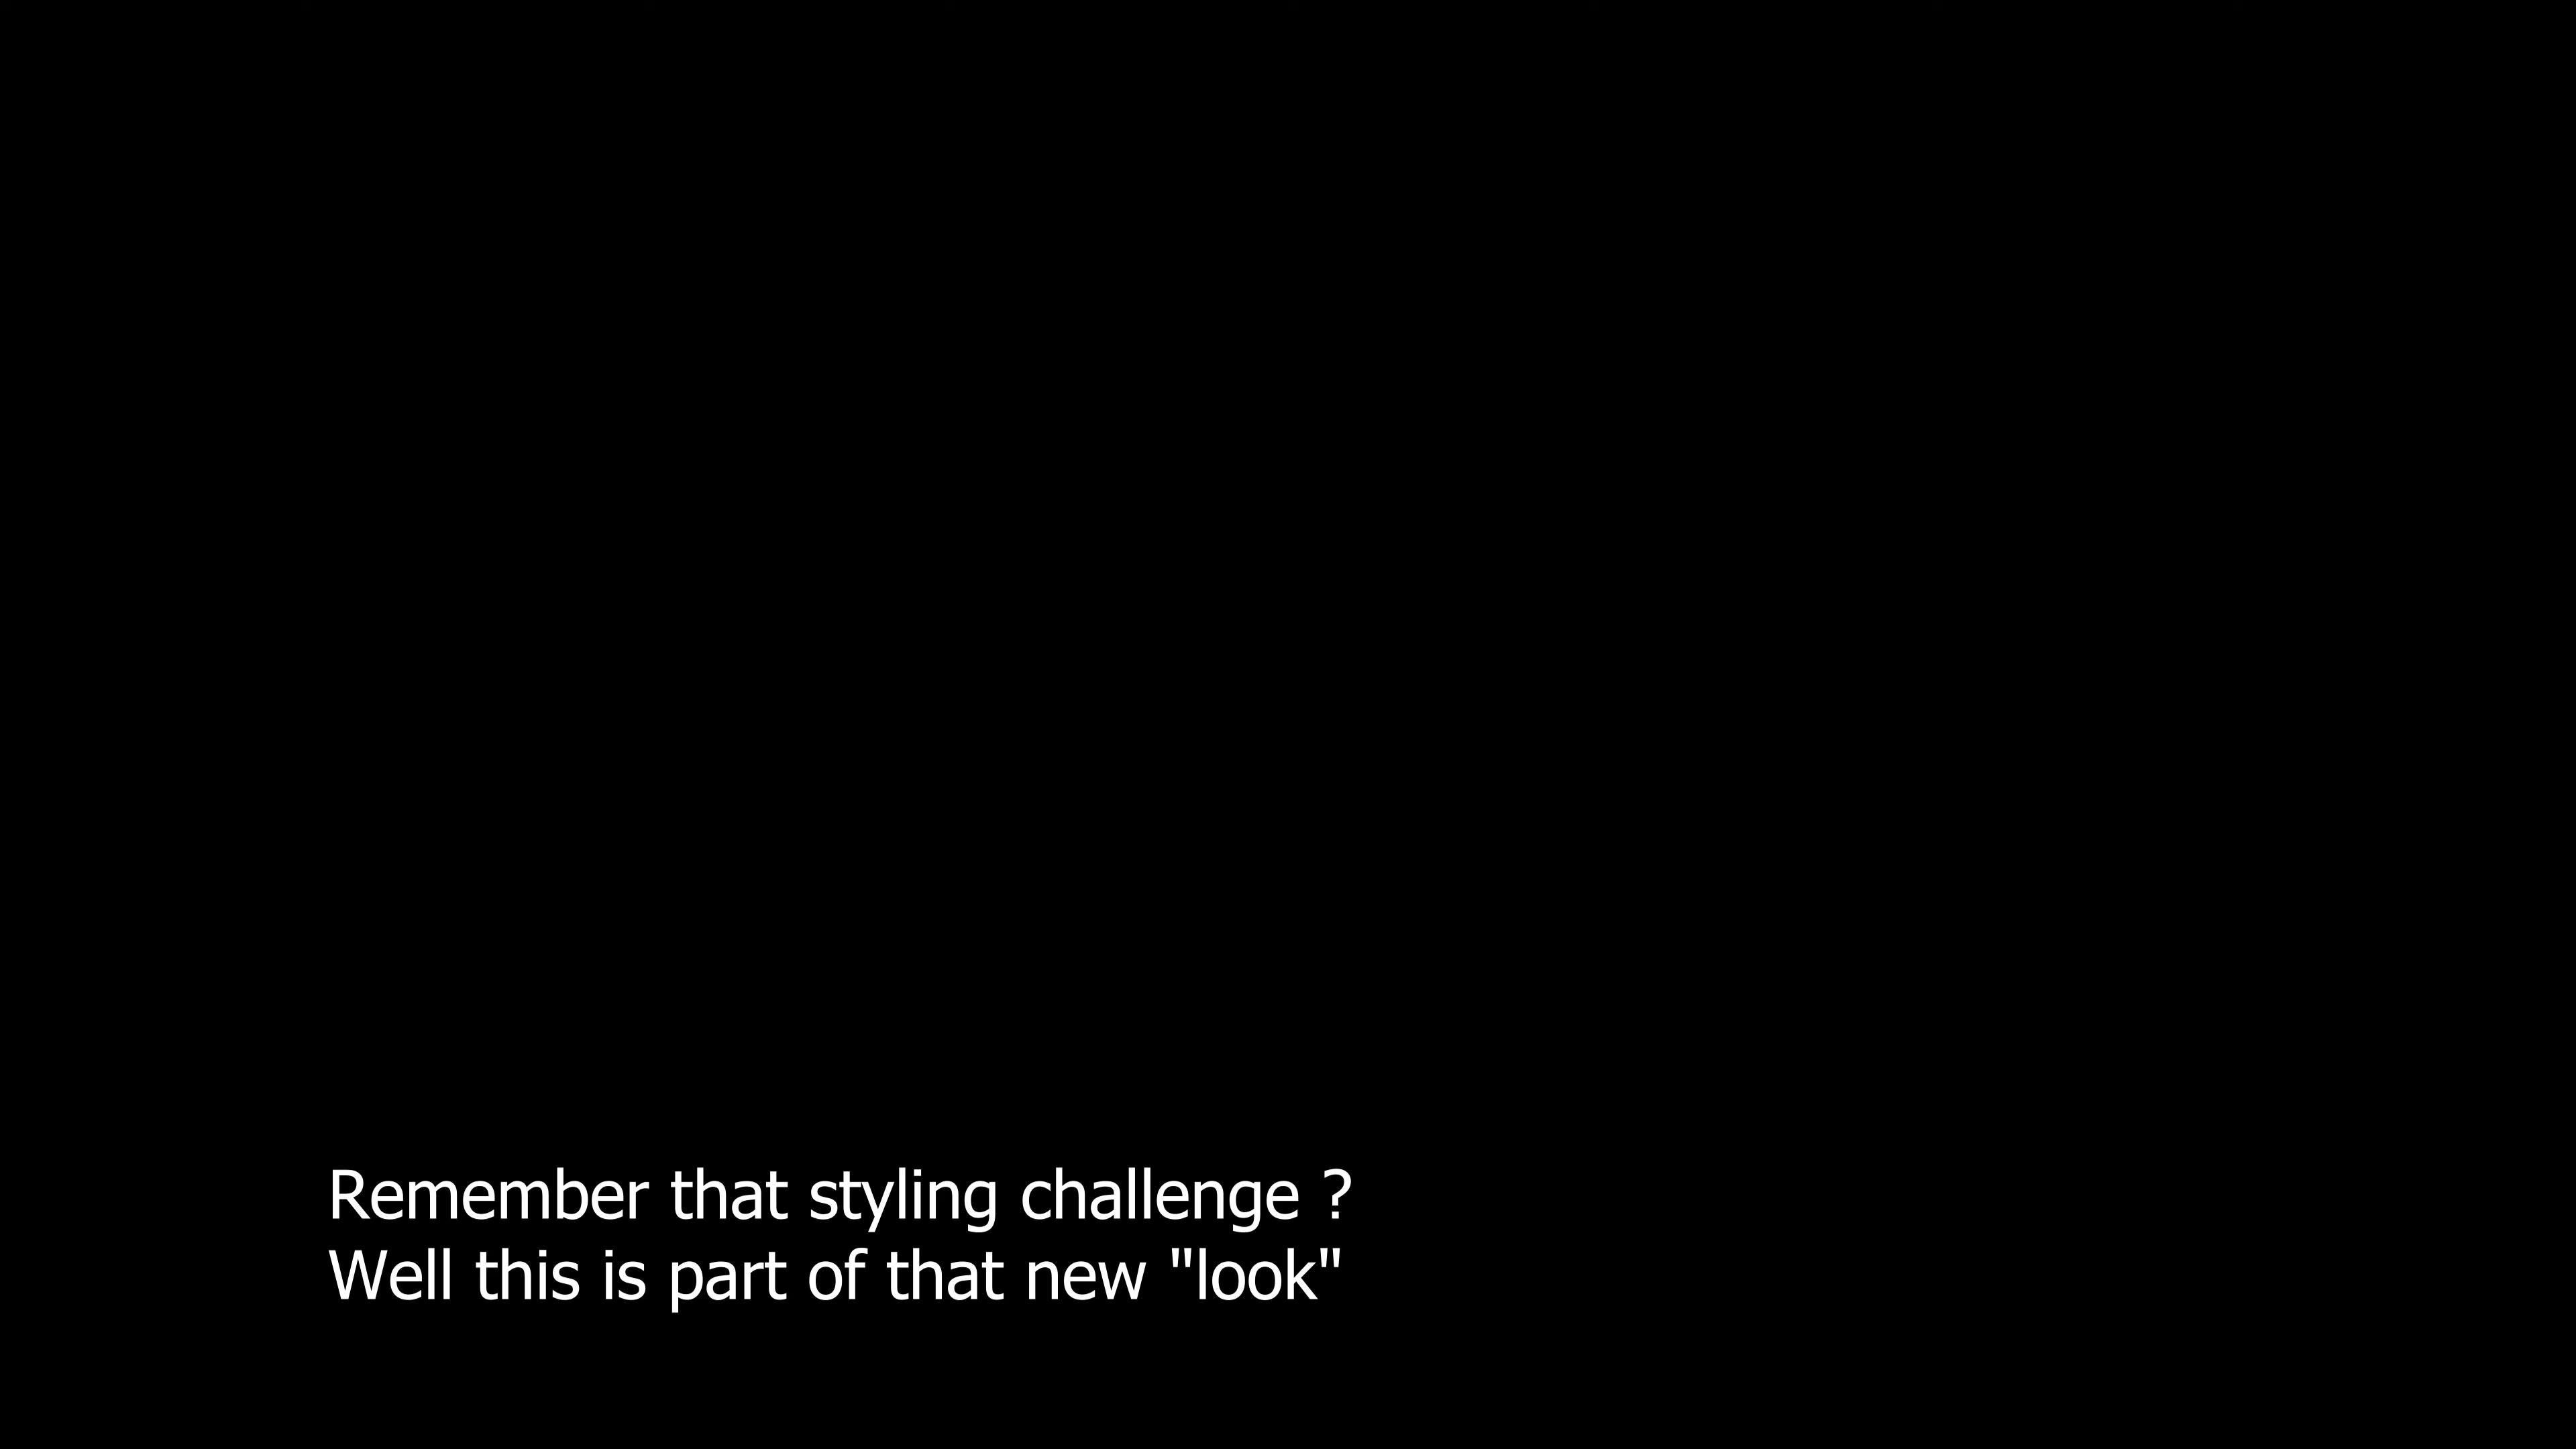 Remember that styling challenge ?
Well this is part of that new "look"